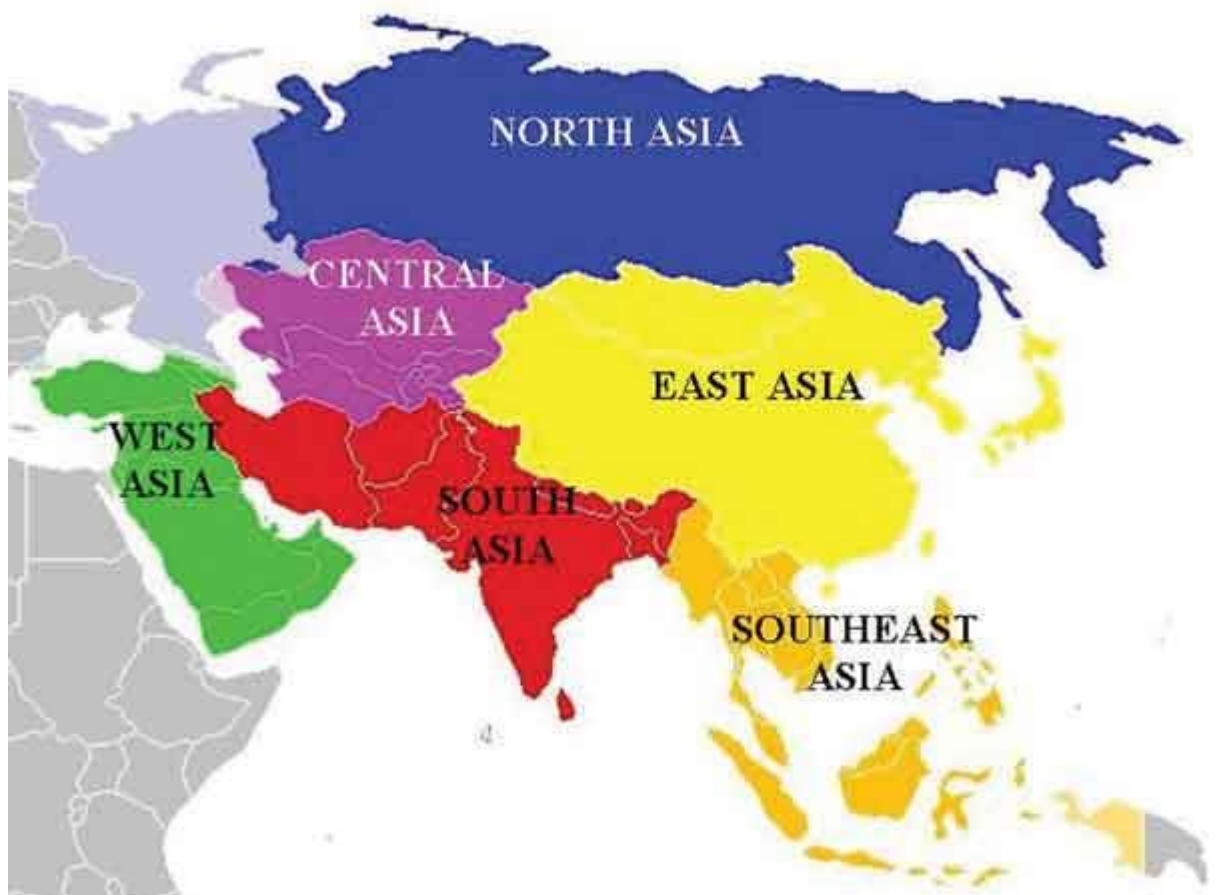 NORTH ASIA
CENTRAL
ASIA
EAST ASIA
WEST
ASIA
SOUTH
ASIA
SOUTHEAST
ASIA